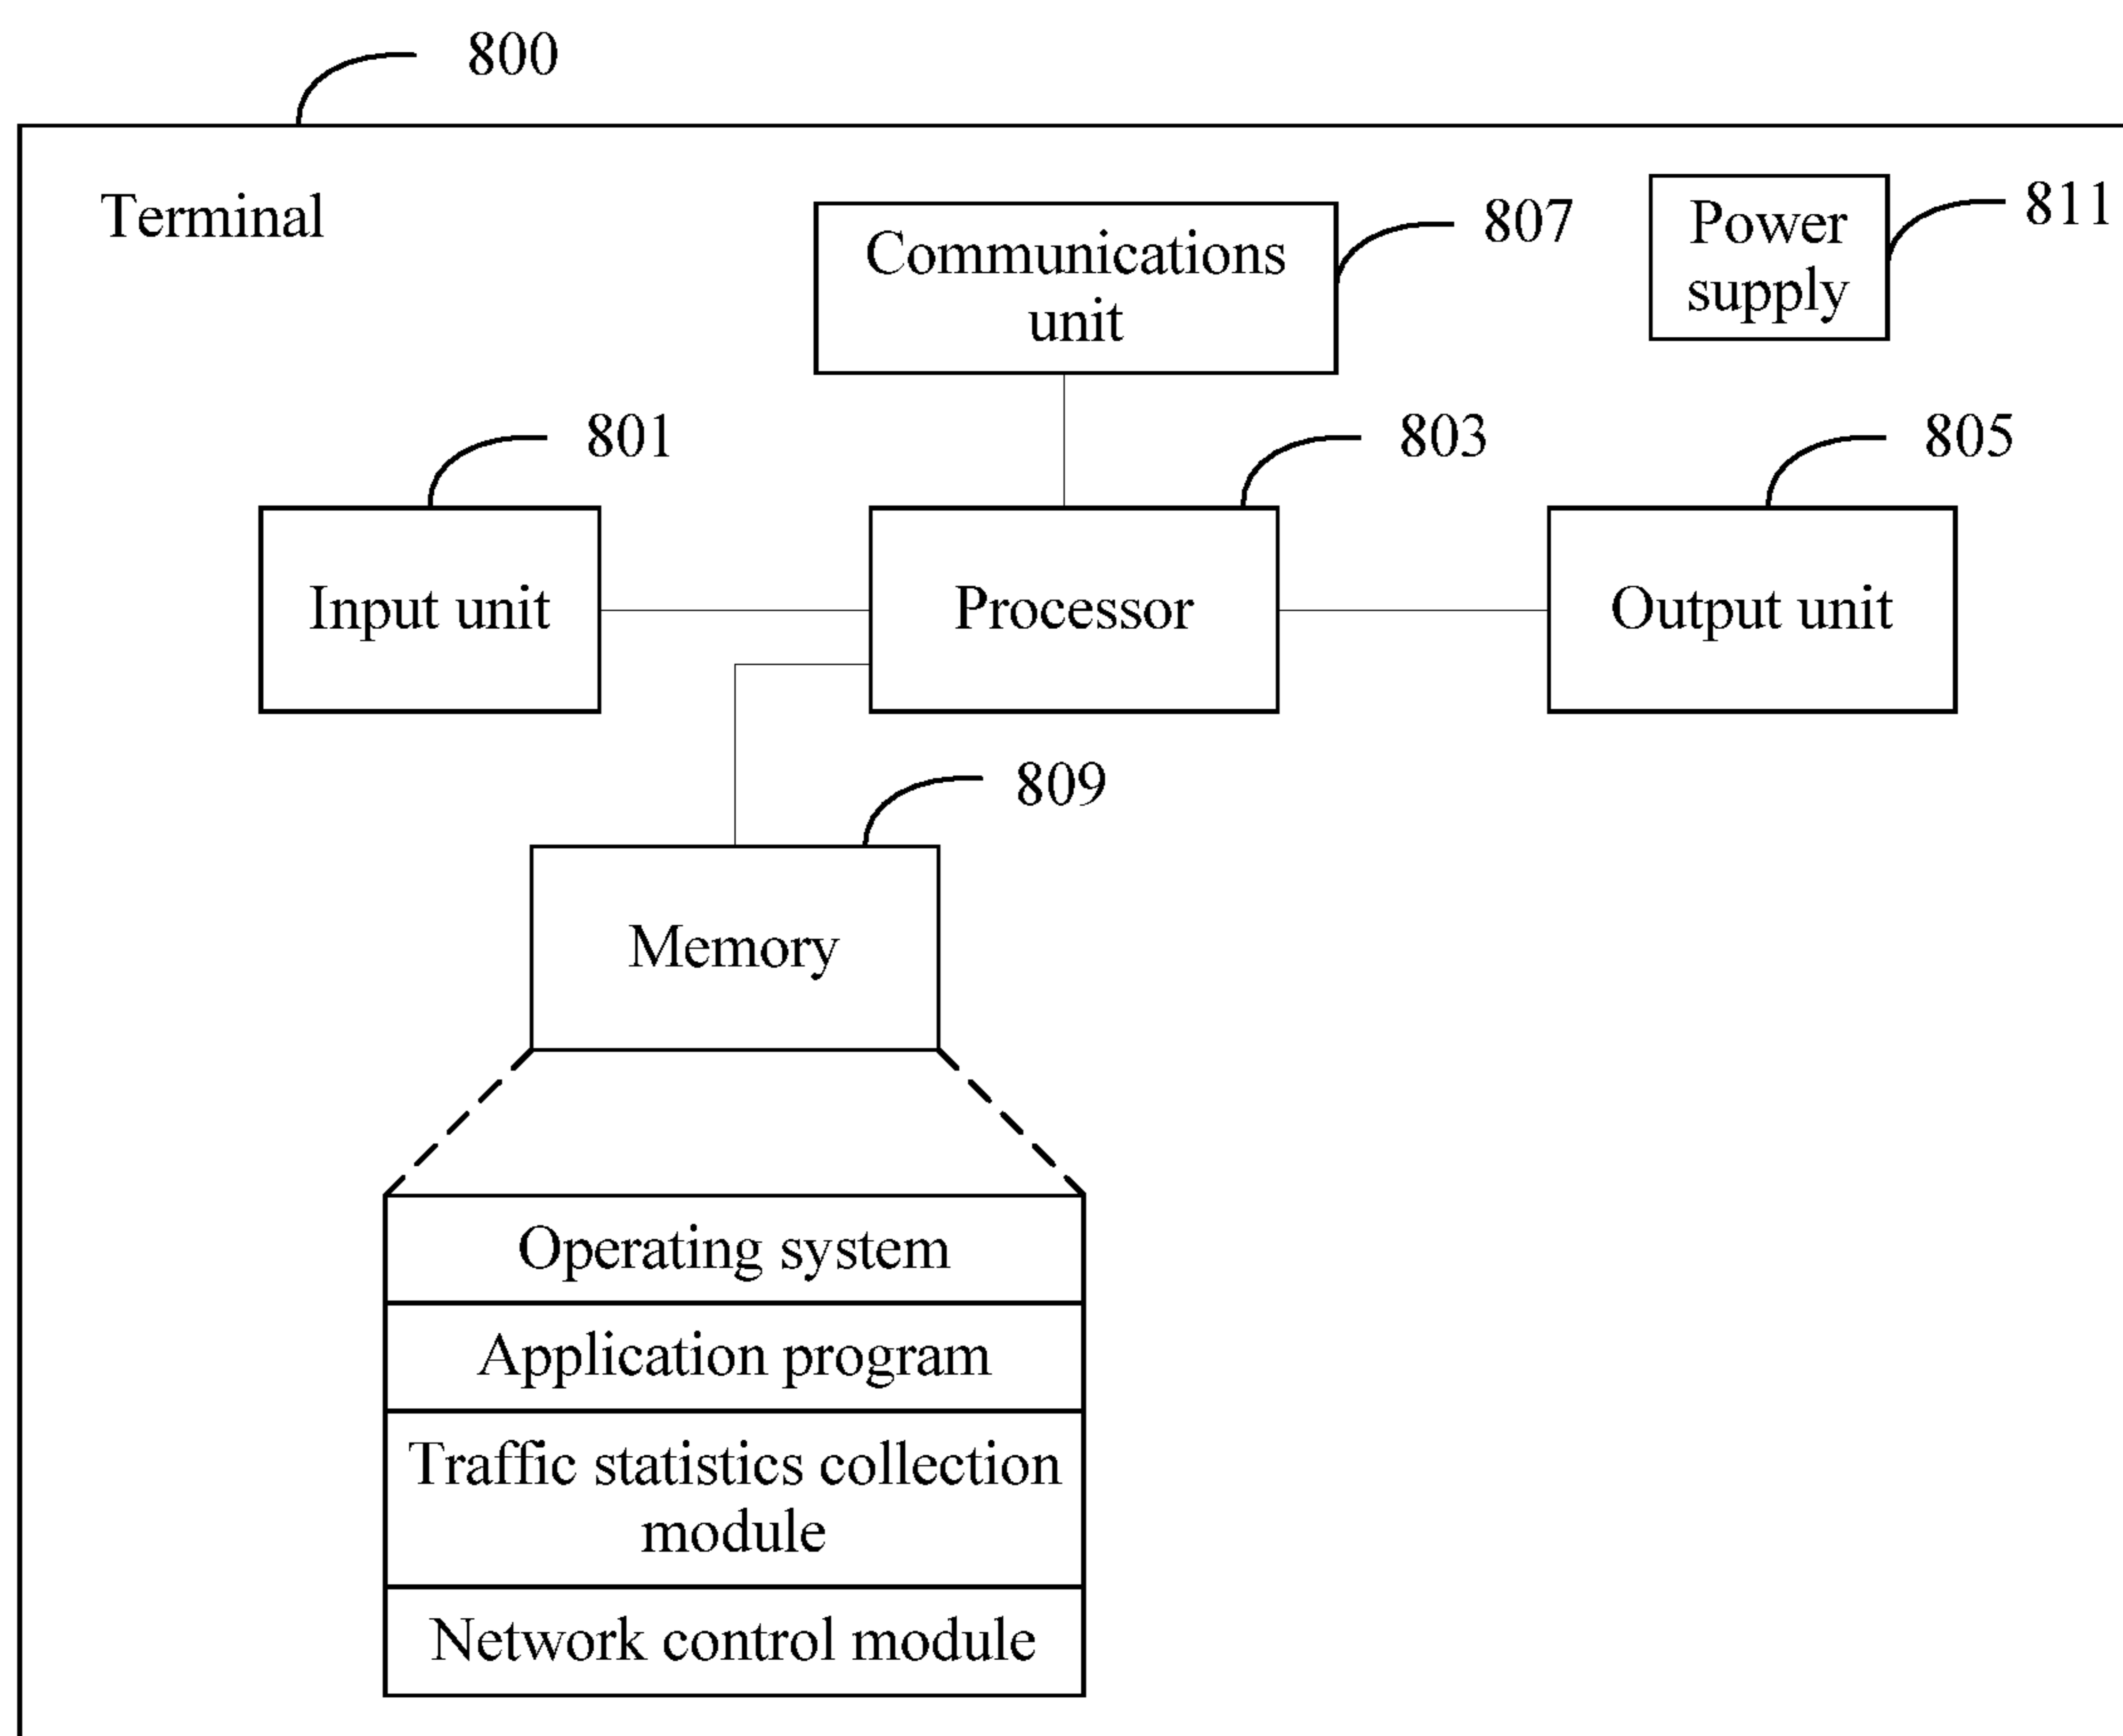 800
Terminal
Communications
unit
807
Power
supply
811
801
803
805
Input unit
Processor
Output unit
809
Memory
Operating system
Application program
Traffic statistics collection
module
Network control module